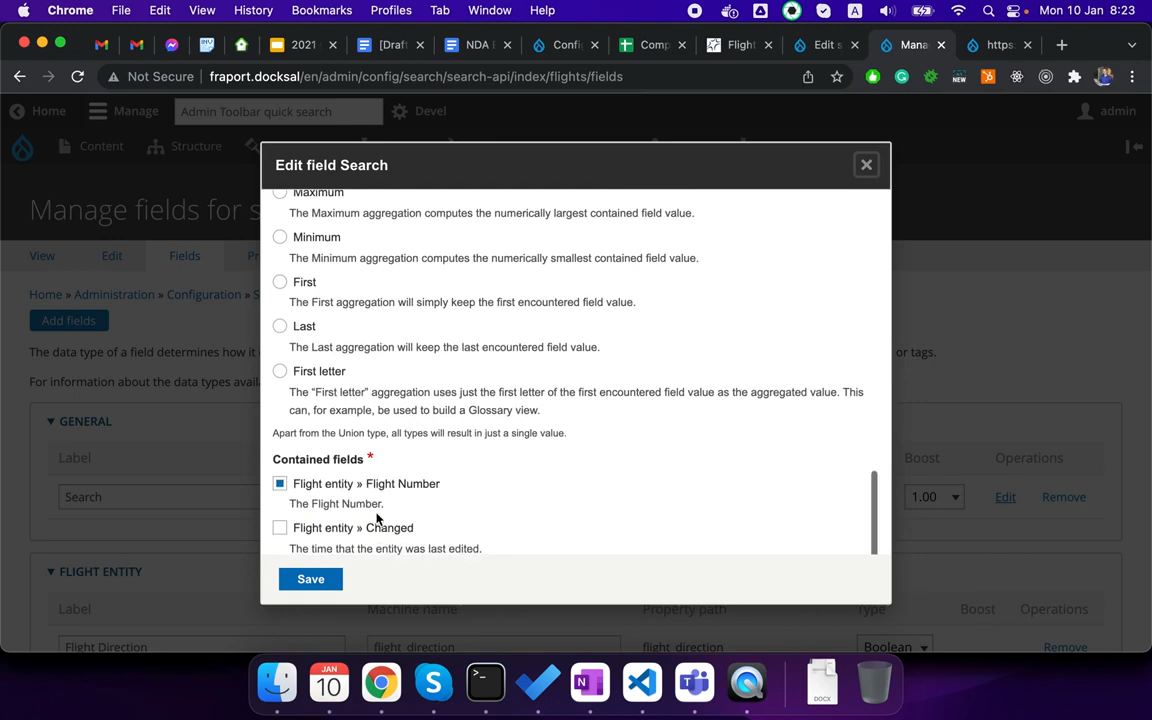 Chrome File Edit View History Bookmarks Profiles Tab Window Help A Mon 10 Jan 8:23
2021 [Draf NDA E Confi Comp Flight Edit s Mana https:
Not Secure fraport.docksal/en/admin/config/search/search-api/index/flights/fields NEW
Home Manage Admin Toolbar quick search Devel admin
Content Structure
Edit field Search
Manage fields for s
Maximum
The Maximum aggregation computes the numerically largest contained field value.
Minimum
The Minimum aggregation computes the numerically smallest contained field value.
View Edit Fields Pr
First
The First aggregation will simply keep the first encountered field value.
Home » Administration » Configuration » S
Add fields
Last
The Last aggregation will keep the last encountered field value.
The data type of a field determines how it or tags.
First letter
For information about the data types avail
The "First letter" aggregation uses just the first letter of the first encountered field value as the aggregated value. This
can, for example, be used to build a Glossary view.
Apart from the Union type, all types will result in just a single value.
GENERAL
Label Boost Operations
Contained fields *
Flight entity » Flight Number
The Flight Number.
Search 1.00 Edit Remove
Flight entity » Changed
The time that the entity was last edited.
Save
FLIGHT ENTITY
Label Machine name Property path Type Boost Operations
Flight Direction flight_direction flight_direction Boolean Remove
JAN
10
DOCX